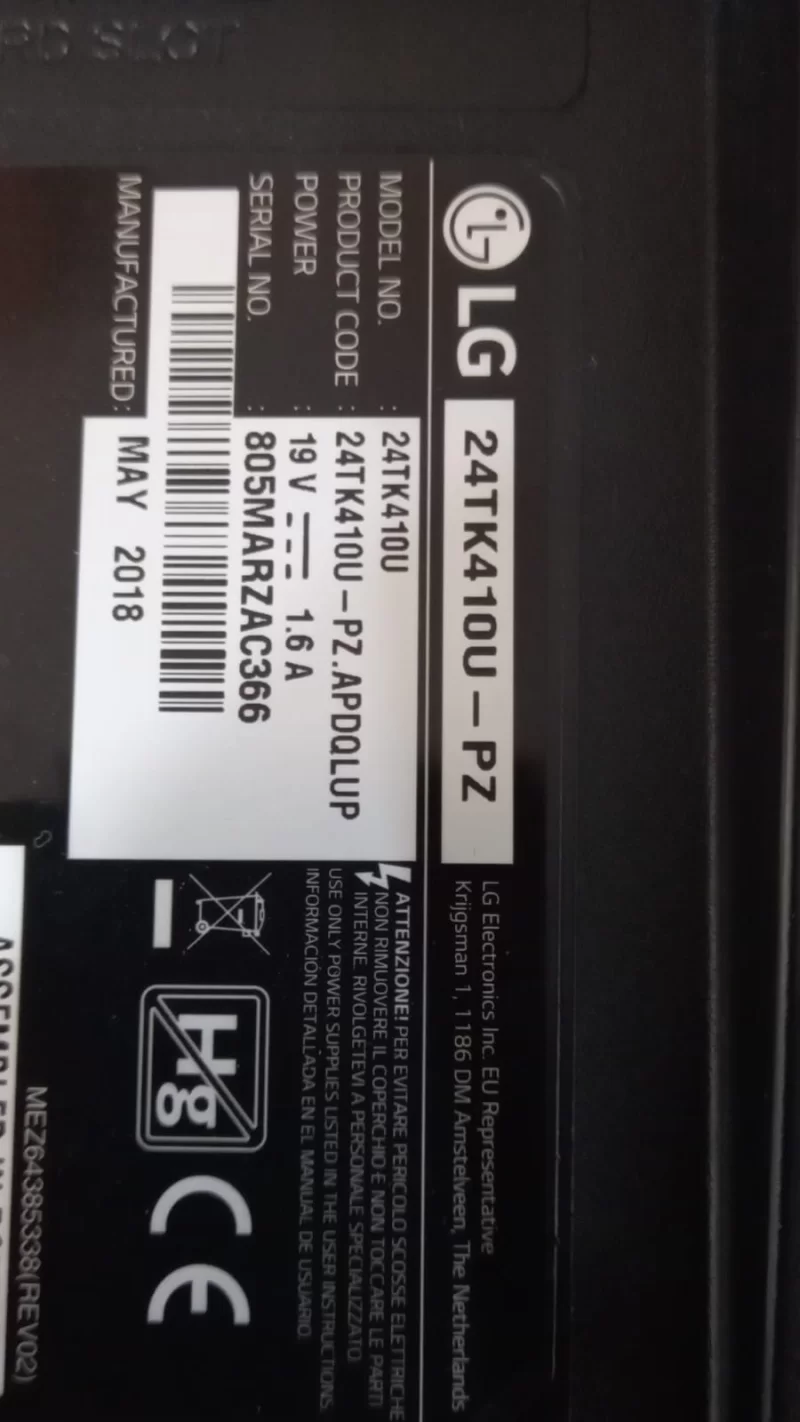 RD SLOT
LG 24TK410U-PZ
LG Electronics Inc. EU Representative
Krijgsman 1, 1186 DM Amstelveen, The Netherlands
MODEL NO. : 24TK410U
PRODUCT CODE : 24TK410U-PZ.APDQLUP
POWER : 19 V 1.6 A
SERIAL NO. : 805MARZAC366
MANUFACTURED : MAY 2018
ATTENZIONE! PER EVITARE PERICOLO SCOSSE ELETTRICHE
NON RIMUOVERE IL COPERCHIO E NON TOCCARE LE PARTI
INTERNE. RIVOLGETEVI A PERSONALE SPECIALIZZATO.
USE ONLY POWER SUPPLIES LISTED IN THE USER INSTRUCTIONS.
INFORMACIÓN DETALLADA EN EL MANUAL DE USUARIO.
Hg
CE
MEZ64385338(REV02)